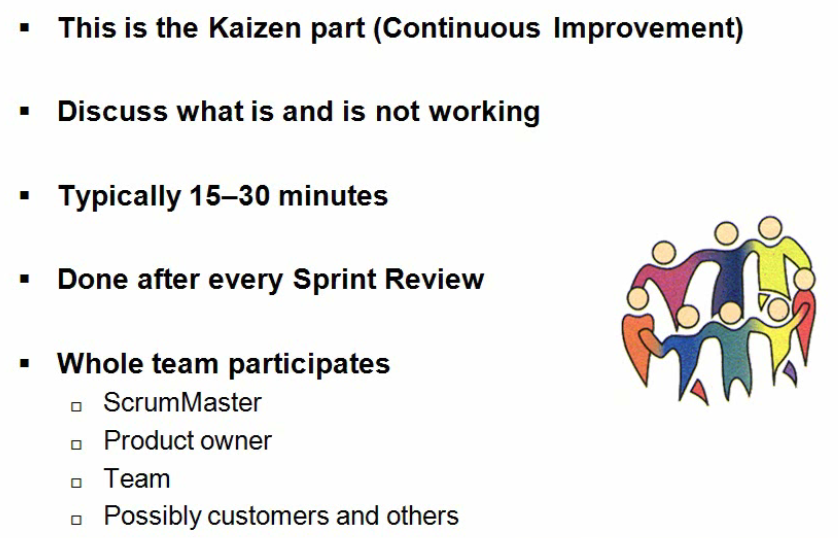 ▪ This is the Kaizen part (Continuous Improvement)
▪ Discuss what is and is not working
▪ Typically 15–30 minutes
▪ Done after every Sprint Review
▪ Whole team participates
□ ScrumMaster
□ Product owner
□ Team
□ Possibly customers and others